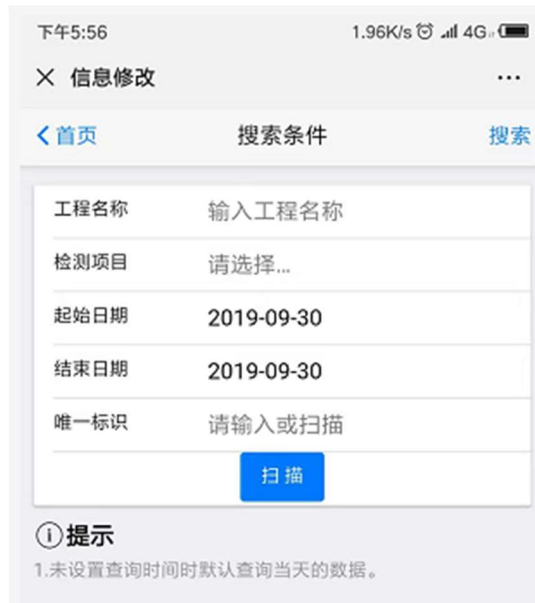 下午5:56 1.96K/s 4G
信息修改 ...
首页 搜索条件 搜索
工程名称 输入工程名称
检测项目 请选择...
起始日期 2019-09-30
结束日期 2019-09-30
唯一标识 请输入或扫描
扫描
提示
1.未设置查询时间时默认查询当天的数据。